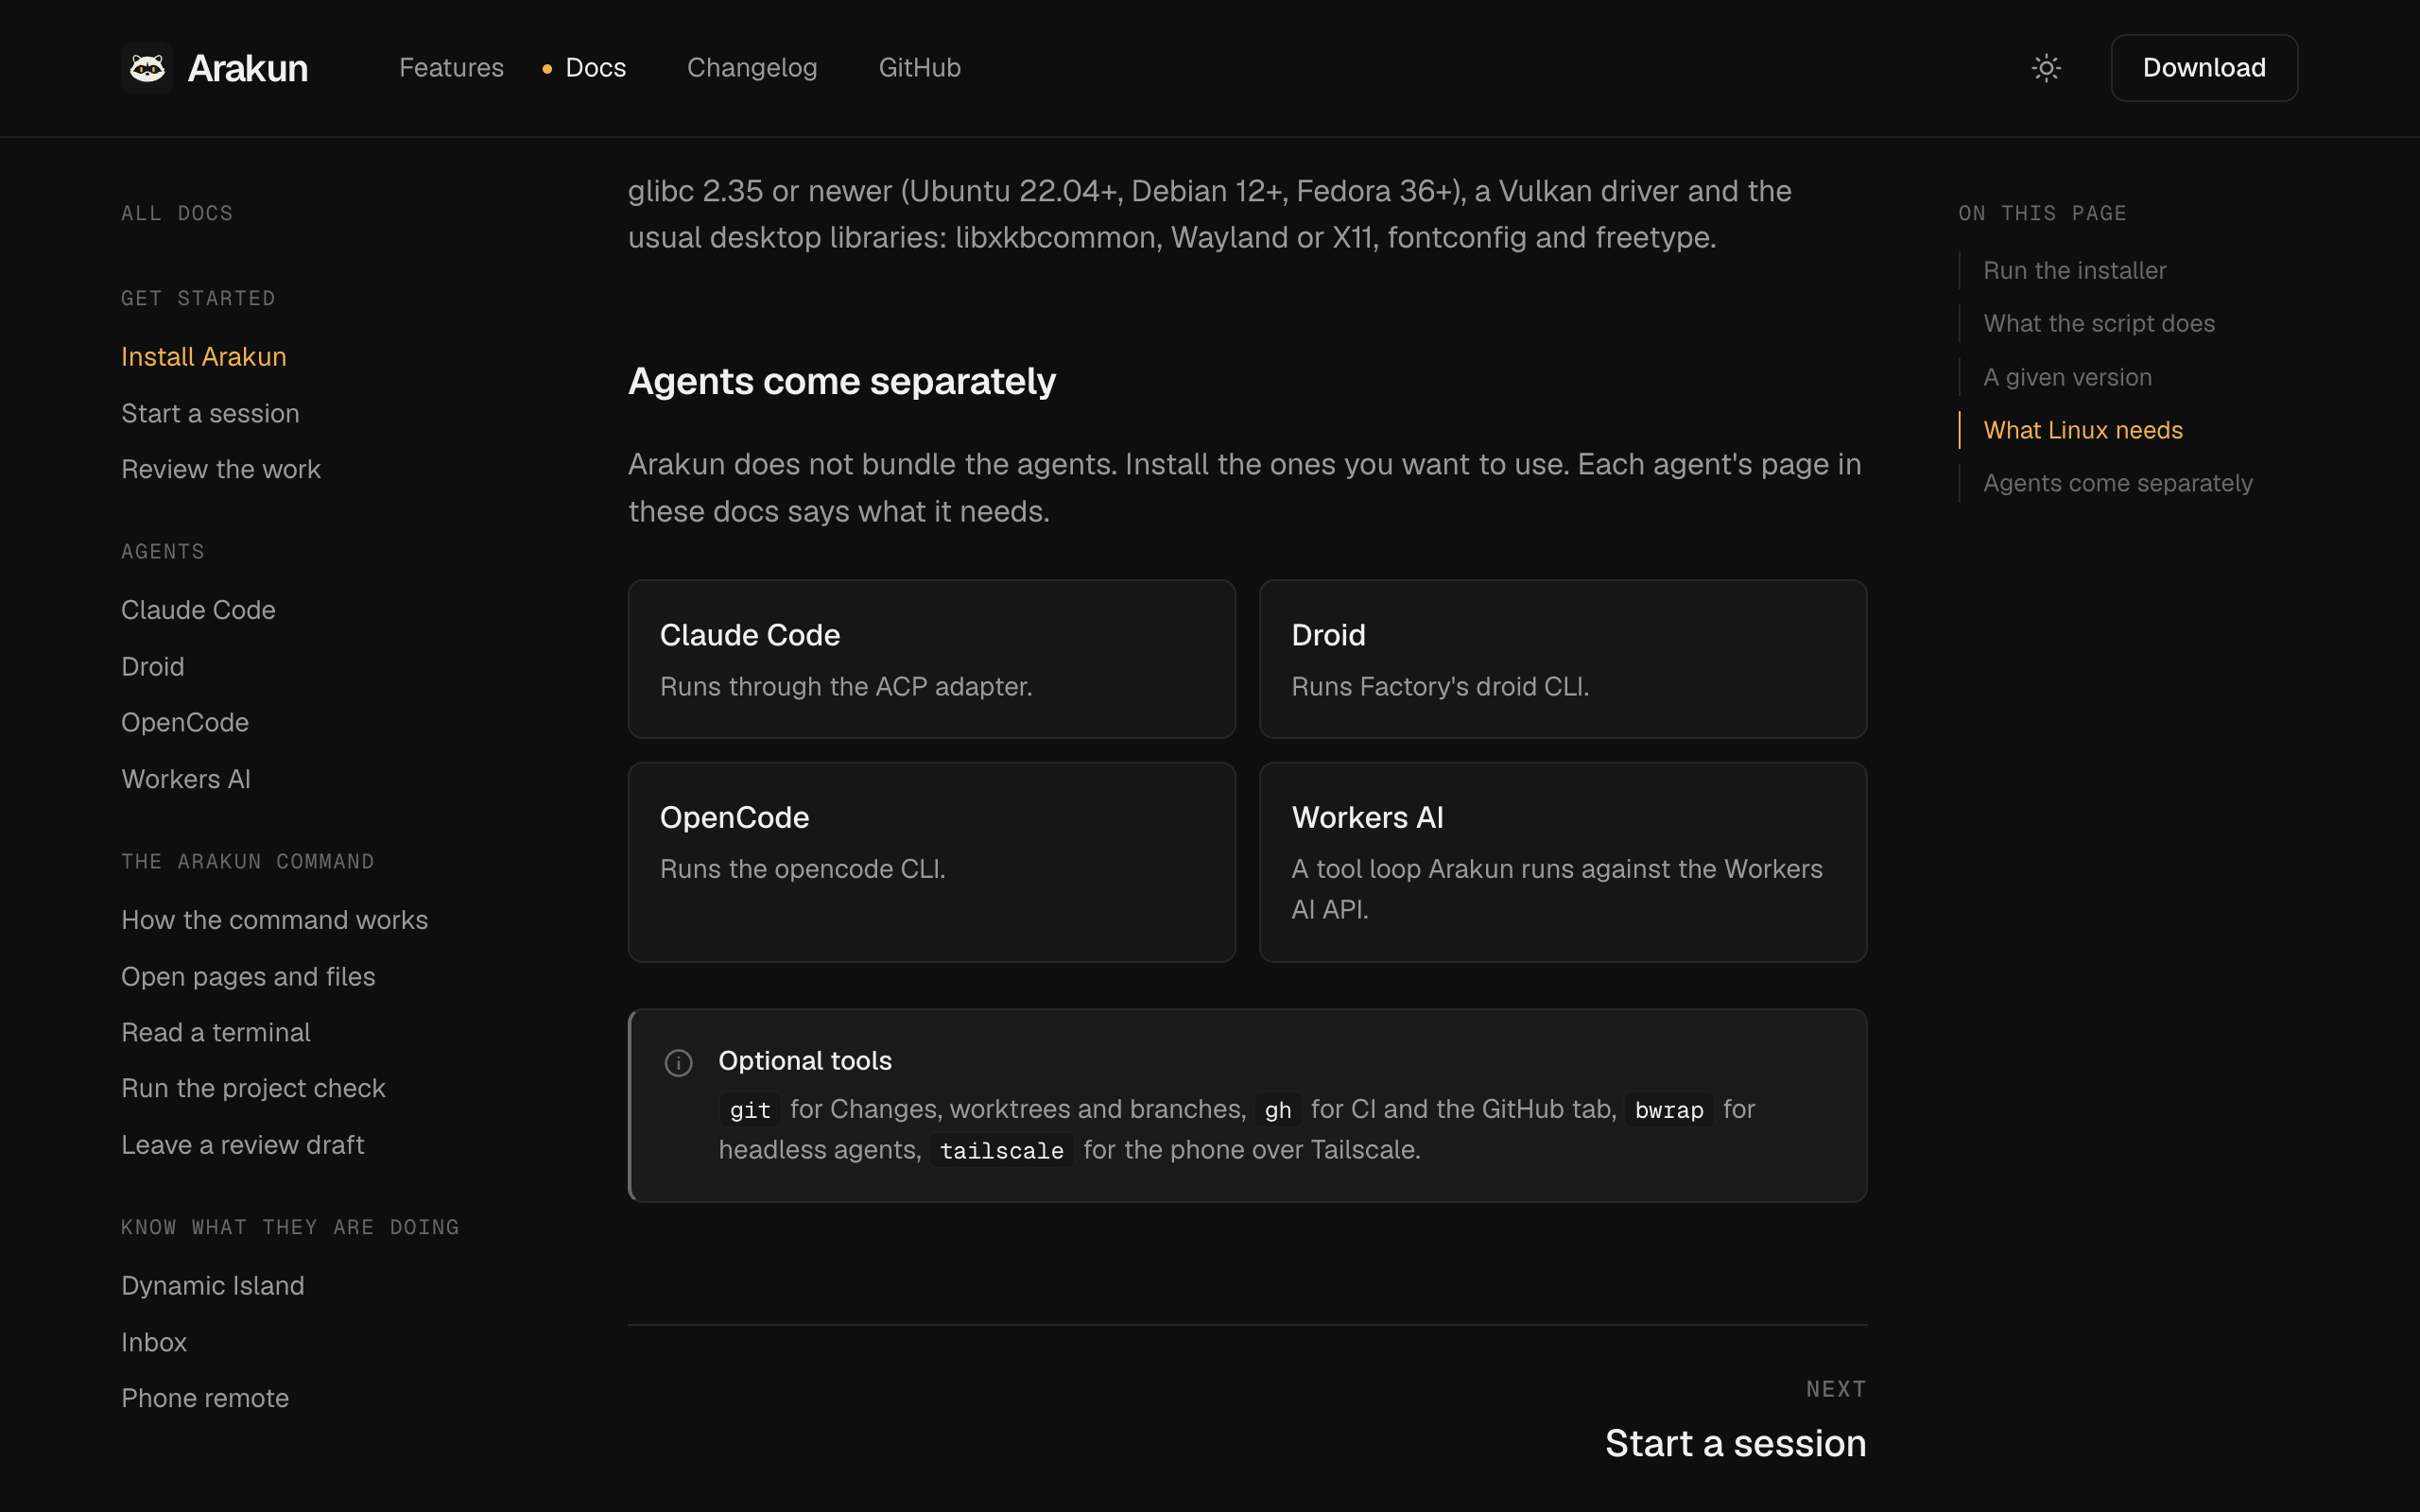 Arakun
Features
Docs
Changelog
GitHub
Download
ALL DOCS
GET STARTED
Install Arakun
Start a session
Review the work
AGENTS
Claude Code
Droid
OpenCode
Workers AI
THE ARAKUN COMMAND
How the command works
Open pages and files
Read a terminal
Run the project check
Leave a review draft
KNOW WHAT THEY ARE DOING
Dynamic Island
Inbox
Phone remote
glibc 2.35 or newer (Ubuntu 22.04+, Debian 12+, Fedora 36+), a Vulkan driver and the
usual desktop libraries: libxkbcommon, Wayland or X11, fontconfig and freetype.
Agents come separately
Arakun does not bundle the agents. Install the ones you want to use. Each agent's page in
these docs says what it needs.
Claude Code
Runs through the ACP adapter.
Droid
Runs Factory's droid CLI.
OpenCode
Runs the opencode CLI.
Workers AI
A tool loop Arakun runs against the Workers
AI API.
Optional tools
git for Changes, worktrees and branches, gh for CI and the GitHub tab, bwrap for
headless agents, tailscale for the phone over Tailscale.
NEXT
Start a session
ON THIS PAGE
Run the installer
What the script does
A given version
What Linux needs
Agents come separately